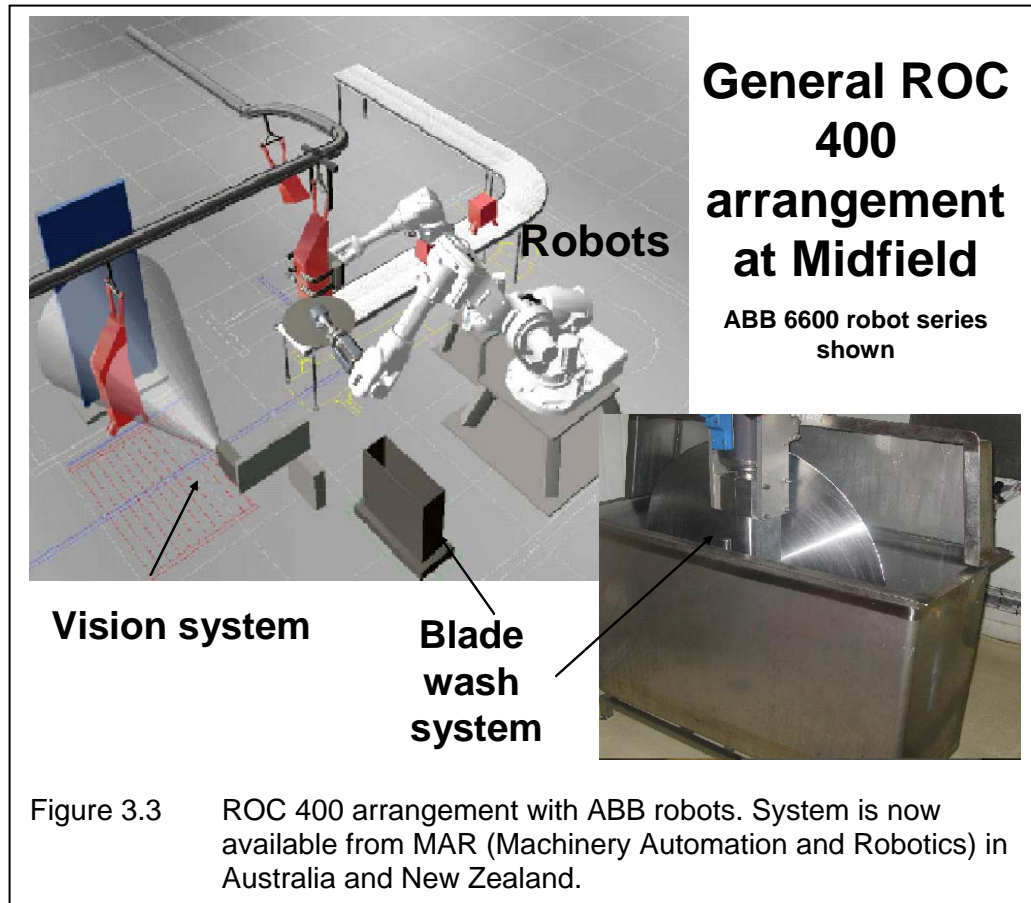 General ROC
400
arrangement
at Midfield
ABB 6600 robot series
shown
Robots
Vision system
Blade
wash
system
Figure 3.3 ROC 400 arrangement with ABB robots. System is now
available from MAR (Machinery Automation and Robotics) in
Australia and New Zealand.